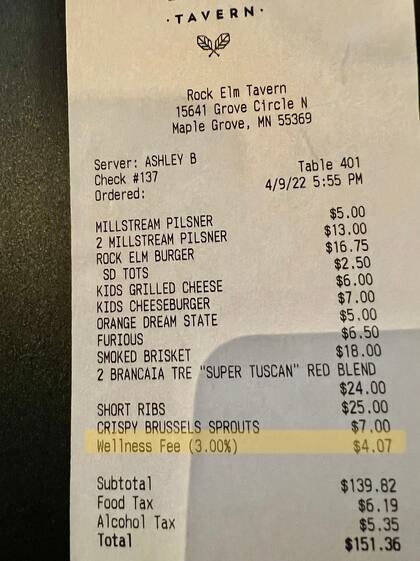 · TAVERN ·
Rock Elm Tavern
15641 Grove Circle N
Maple Grove, MN 55369
Server: ASHLEY B
Check #137 Table 401
Ordered: 4/9/22 5:55 PM
MILLSTREAM PILSNER $5.00
2 MILLSTREAM PILSNER $13.00
ROCK ELM BURGER $16.75
SD TOTS $2.50
KIDS GRILLED CHEESE $6.00
KIDS CHEESEBURGER $7.00
ORANGE DREAM STATE $5.00
FURIOUS $6.50
SMOKED BRISKET $18.00
2 BRANCAIA TRE "SUPER TUSCAN" RED BLEND
$24.00
SHORT RIBS $25.00
CRISPY BRUSSELS SPROUTS $7.00
Wellness Fee (3.00%) $4.07
Subtotal $139.82
Food Tax $6.19
Alcohol Tax $5.35
Total $151.36